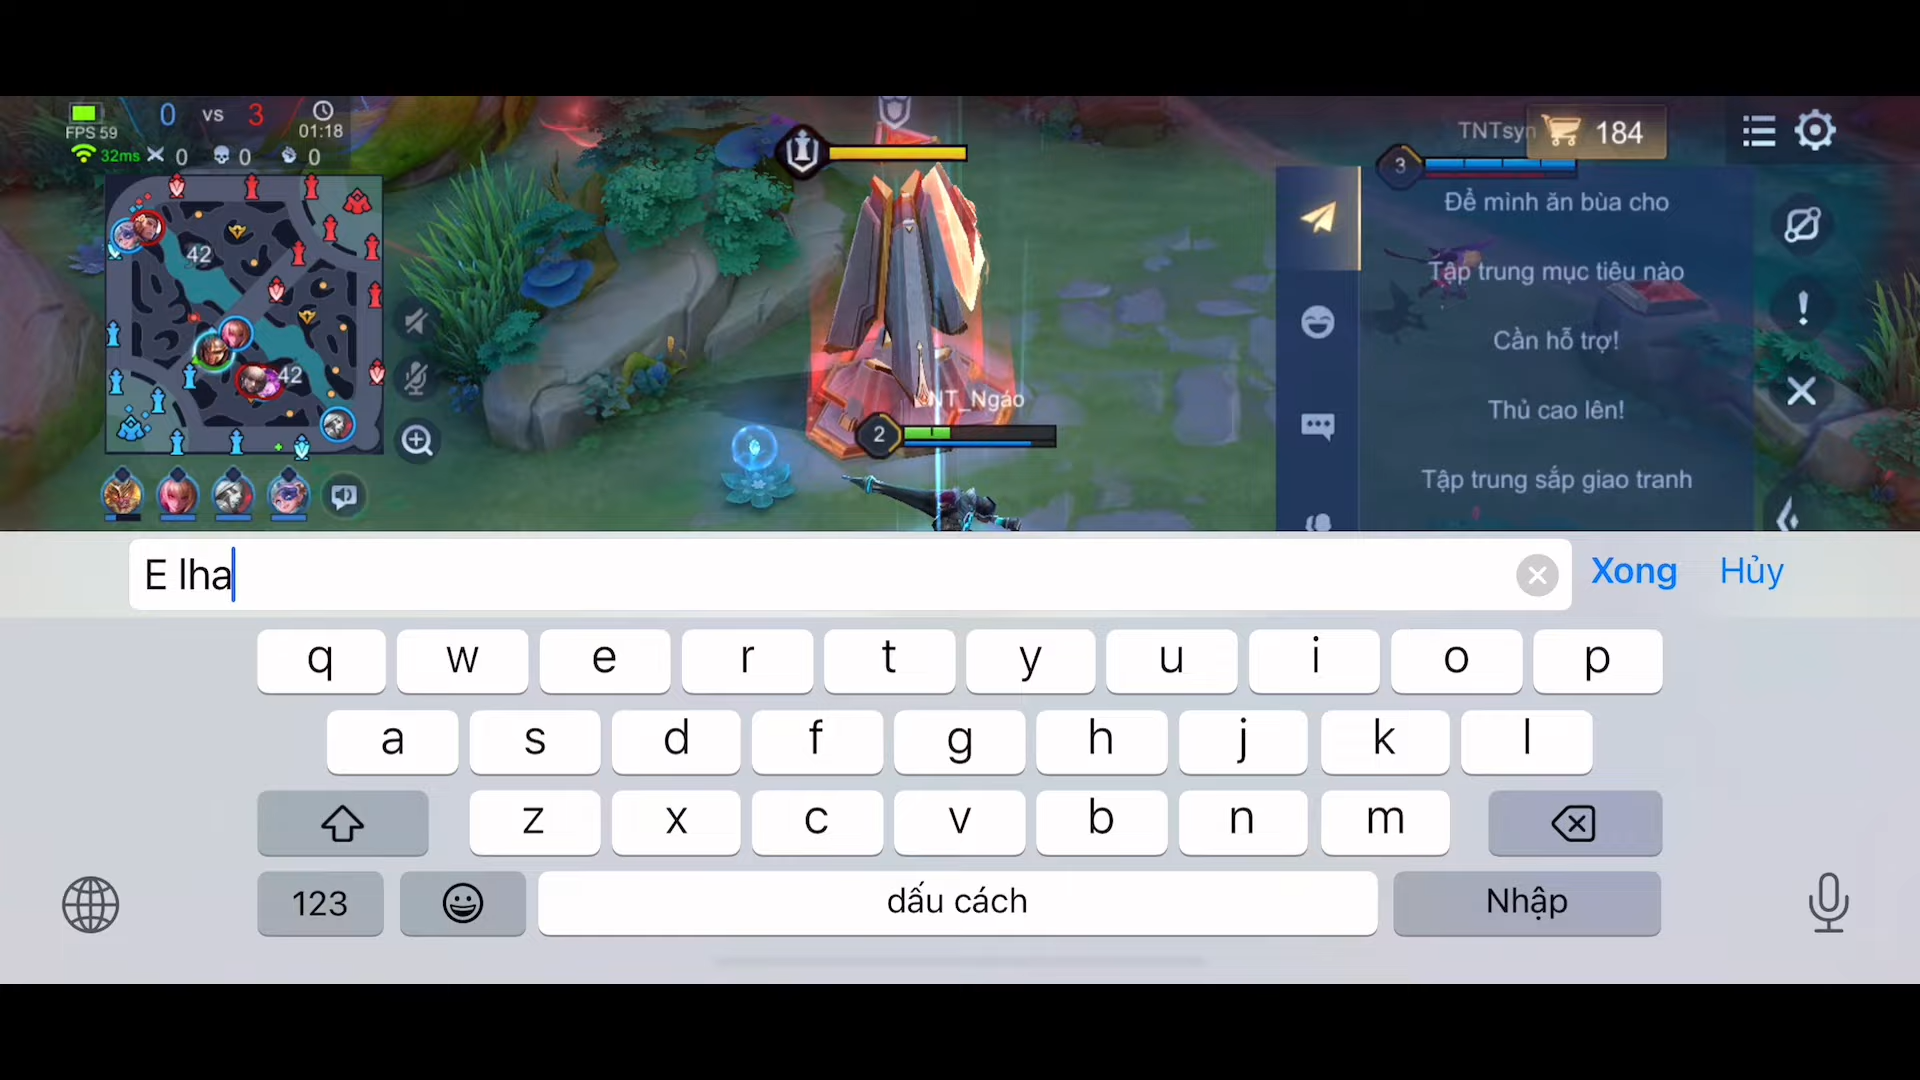 0 vs 3
01:18
FPS 59
32ms
0
0
0
42
42
TNTsyn
184
3
Để mình ăn bùa cho
Tập trung mục tiêu nào
Cần hỗ trợ!
Thủ cao lên!
Tập trung sắp giao tranh
NT_Ngáo
2
E lha
Xong
Hủy
q w e r t y u i o p
a s d f g h j k l
z x c v b n m
123
dấu cách
Nhập